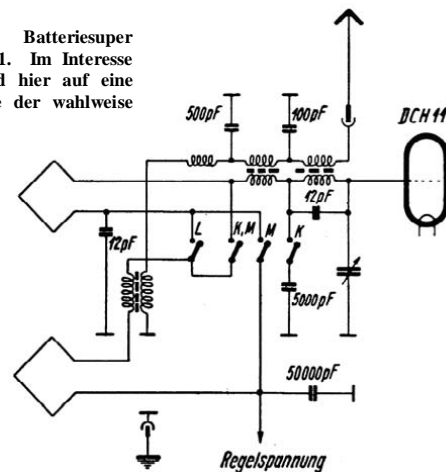 Batteriesuper
1. Im Interesse
d hier auf eine
e der wahlweise
500pF
100pF
DCH11
12pF
12pF
L
K,M
M
K
5000pF
50000pF
Regelspannung